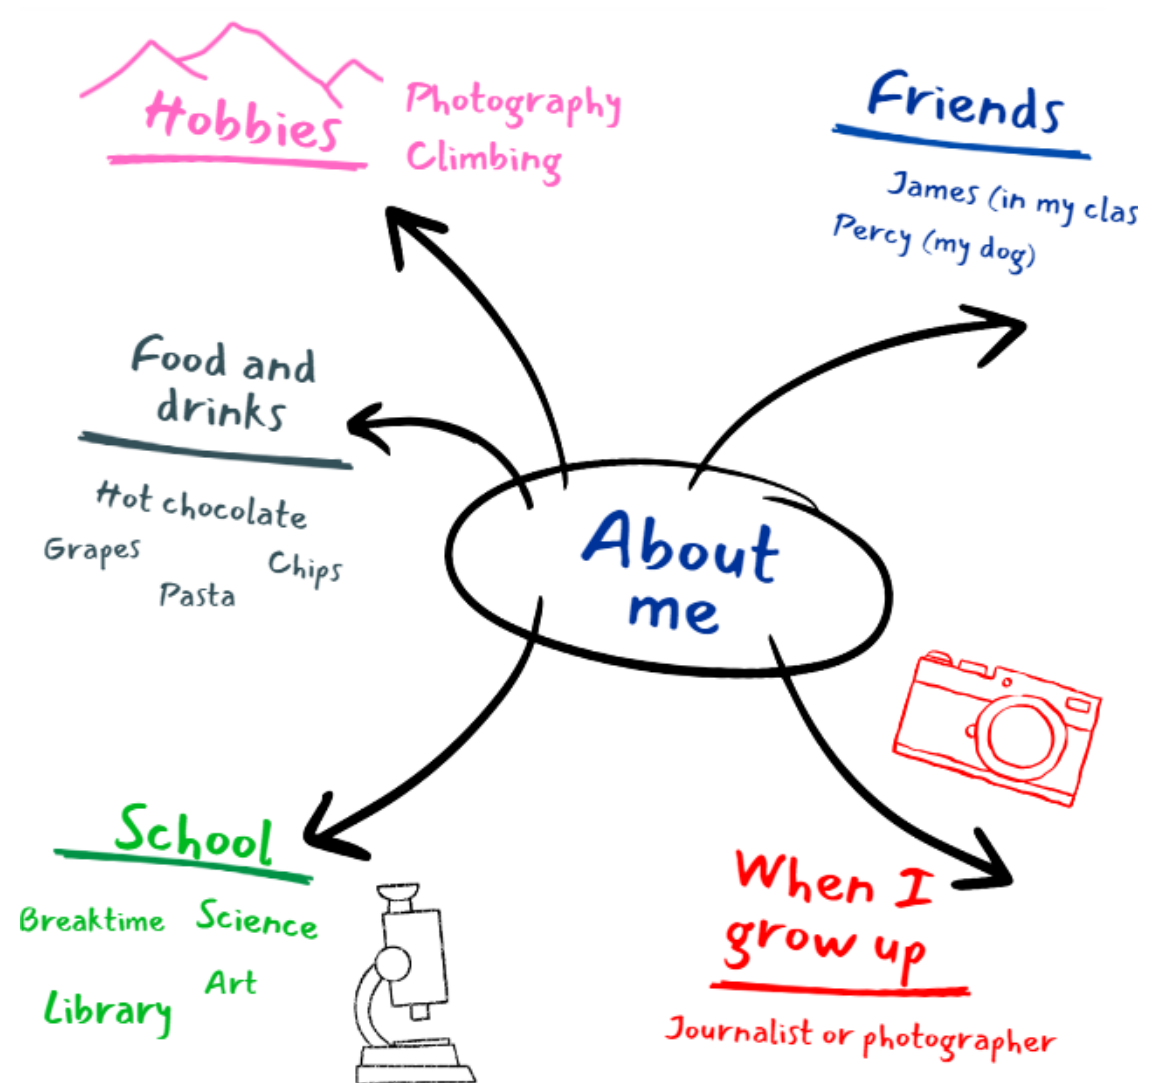 Hobbies
Photography
Climbing
Friends
James (in my clas
Percy (my dog)
Food and
drinks
Hot chocolate
Grapes
Chips
Pasta
About
me
School
Breaktime
Science
Art
Library
When I
grow up
Journalist or photographer